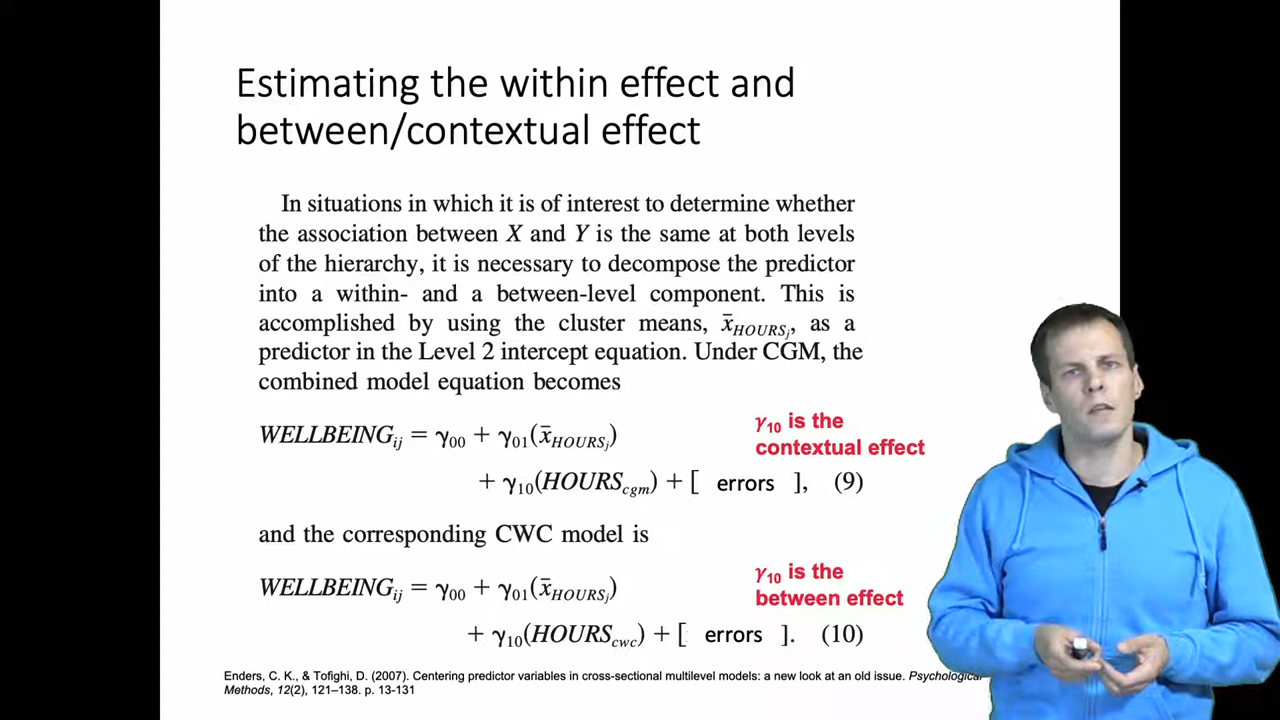 Estimating the within effect and
between/contextual effect
In situations in which it is of interest to determine whether
the association between X and Y is the same at both levels
of the hierarchy, it is necessary to decompose the predictor
into a within- and a between-level component. This is
accomplished by using the cluster means, x̄_HOURSⱼ, as a
predictor in the Level 2 intercept equation. Under CGM, the
combined model equation becomes
WELLBEINGᵢⱼ = γ₀₀ + γ₀₁(x̄_HOURSⱼ)
γ₁₀ is the
contextual effect
+ γ₁₀(HOURS_cgm) + [ errors ], (9)
and the corresponding CWC model is
WELLBEINGᵢⱼ = γ₀₀ + γ₀₁(x̄_HOURSⱼ)
γ₁₀ is the
between effect
+ γ₁₀(HOURS_cwc) + [ errors ]. (10)
Enders, C. K., & Tofighi, D. (2007). Centering predictor variables in cross-sectional multilevel models: a new look at an old issue. Psychological
Methods, 12(2), 121–138. p. 13-131